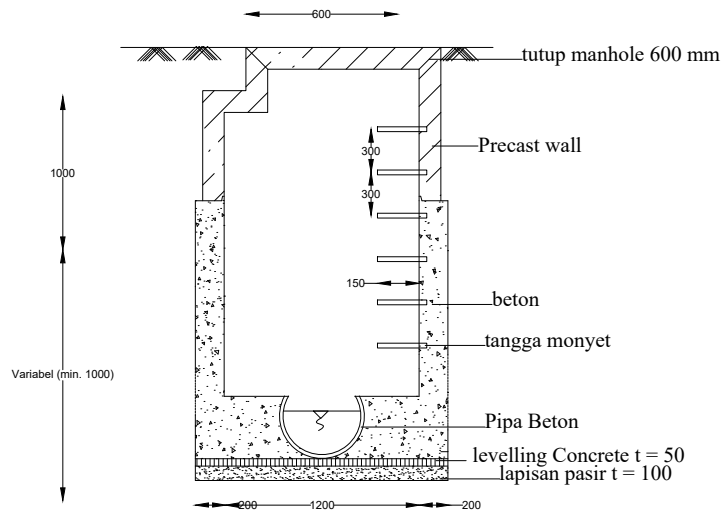 600
tutup manhole 600 mm
300
Precast wall
1000
300
150
beton
tangga monyet
Variabel (min. 1000)
Pipa Beton
levelling Concrete t = 50
lapisan pasir t = 100
200
1200
200